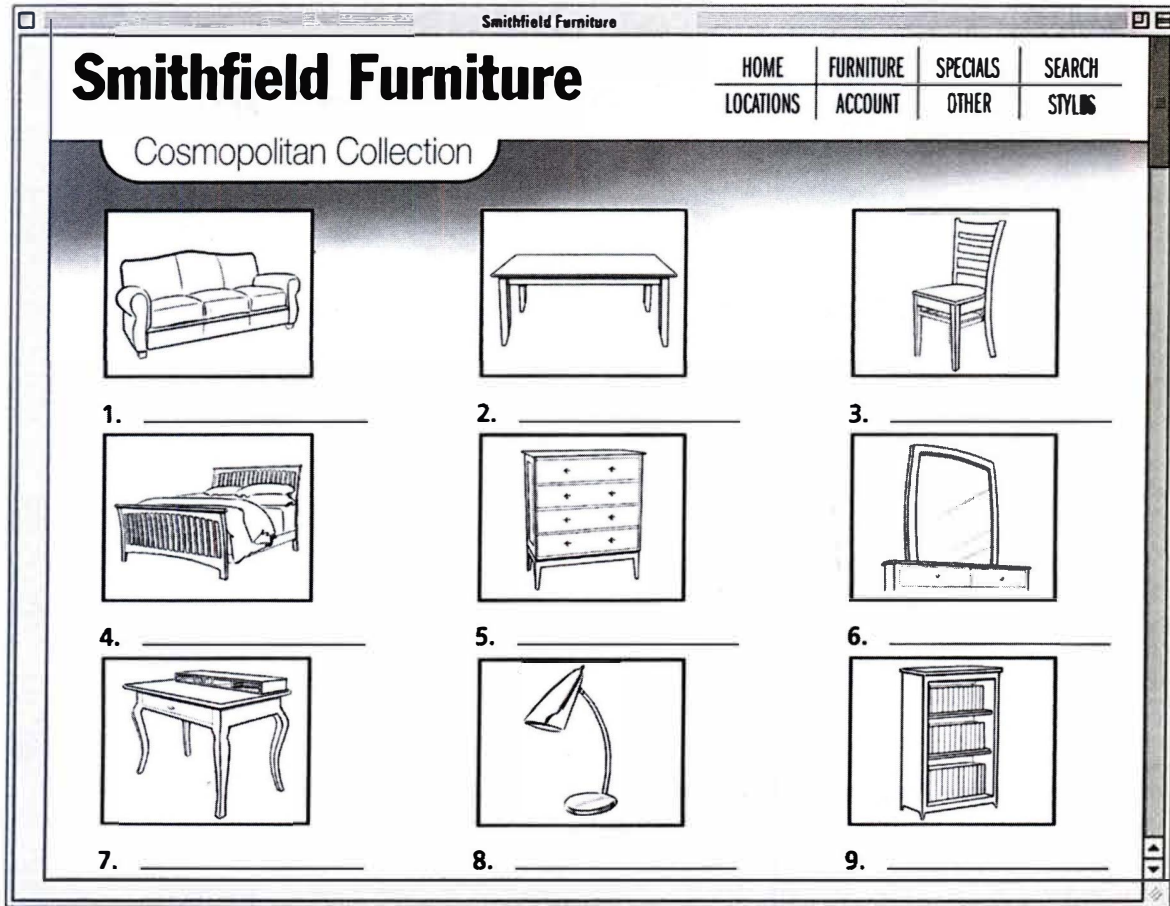 Smithfield Furniture
Smithfield Furniture
HOME FURNITURE SPECIALS SEARCH
LOCATIONS ACCOUNT OTHER STYLES
Cosmopolitan Collection
1. 2. 3.
4. 5. 6.
7. 8. 9.